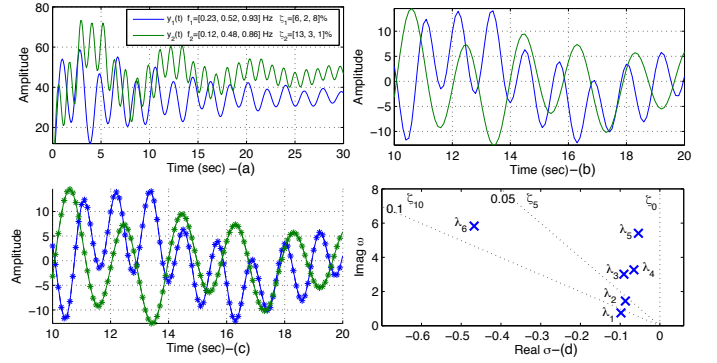 y1(t) f1=[0.23, 0.52, 0.93] Hz ζ1=[6, 2, 8]%
y2(t) f2=[0.12, 0.48, 0.86] Hz ζ2=[13, 3, 1]%
Amplitude
80
60
40
20
0 5 10 15 20 25 30
Time (sec) –(a)
Amplitude
10
5
0
-5
-10
10 12 14 16 18 20
Time (sec) –(b)
Amplitude
10
5
0
-5
-10
10 12 14 16 18 20
Time (sec) –(c)
Imag ω
8
6
4
2
0
0.1
ζ10
0.05
ζ5
ζ0
λ6
λ5
λ3
λ4
λ2
λ1
-0.6 -0.5 -0.4 -0.3 -0.2 -0.1 0
Real σ–(d)